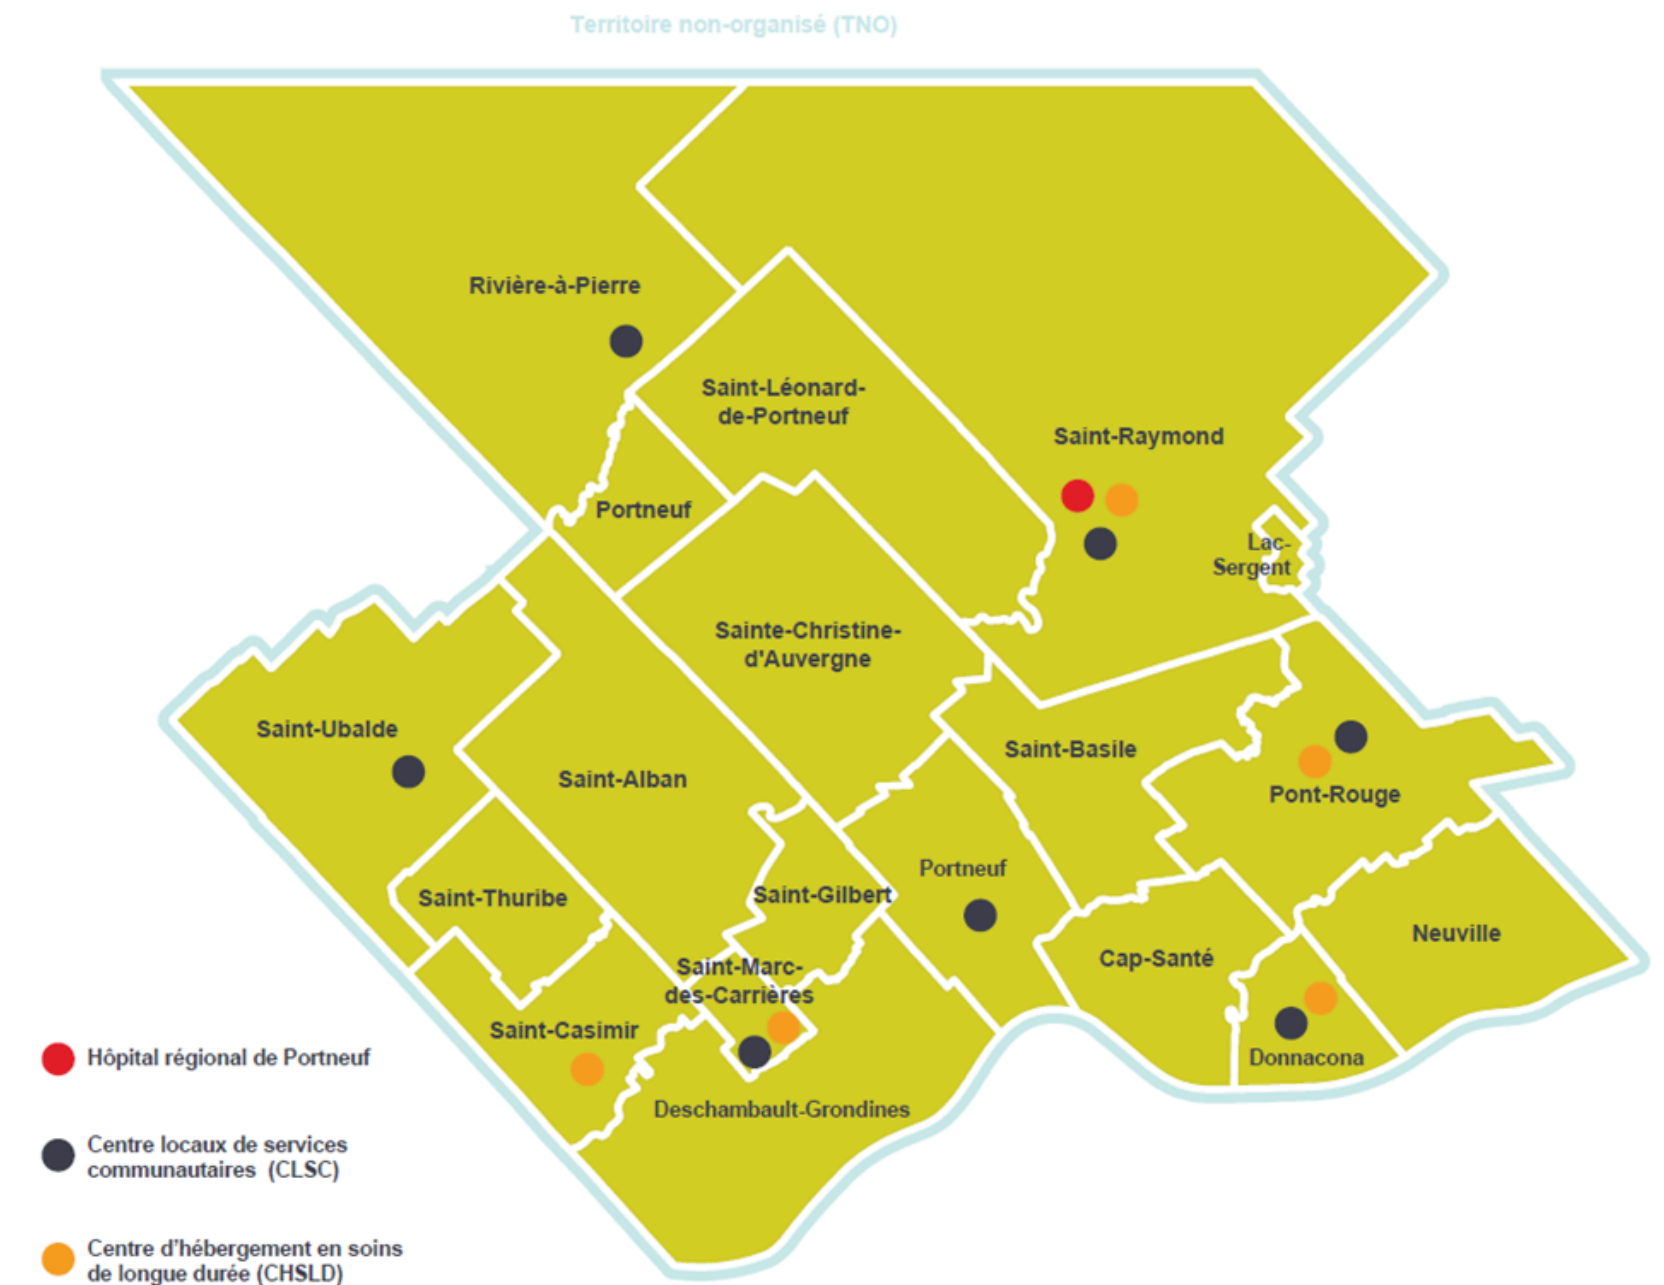 Territoire non-organisé (TNO)
Rivière-à-Pierre
Saint-Léonard-
de-Portneuf
Saint-Raymond
Portneuf
Lac-
Sergent
Sainte-Christine-
d'Auvergne
Saint-Ubalde
Saint-Alban
Saint-Basile
Pont-Rouge
Saint-Thuribe
Saint-Gilbert
Portneuf
Cap-Santé
Neuville
Saint-Marc-
des-Carrières
Saint-Casimir
Donnacona
Deschambault-Grondines
Hôpital régional de Portneuf
Centre locaux de services
communautaires (CLSC)
Centre d'hébergement en soins
de longue durée (CHSLD)